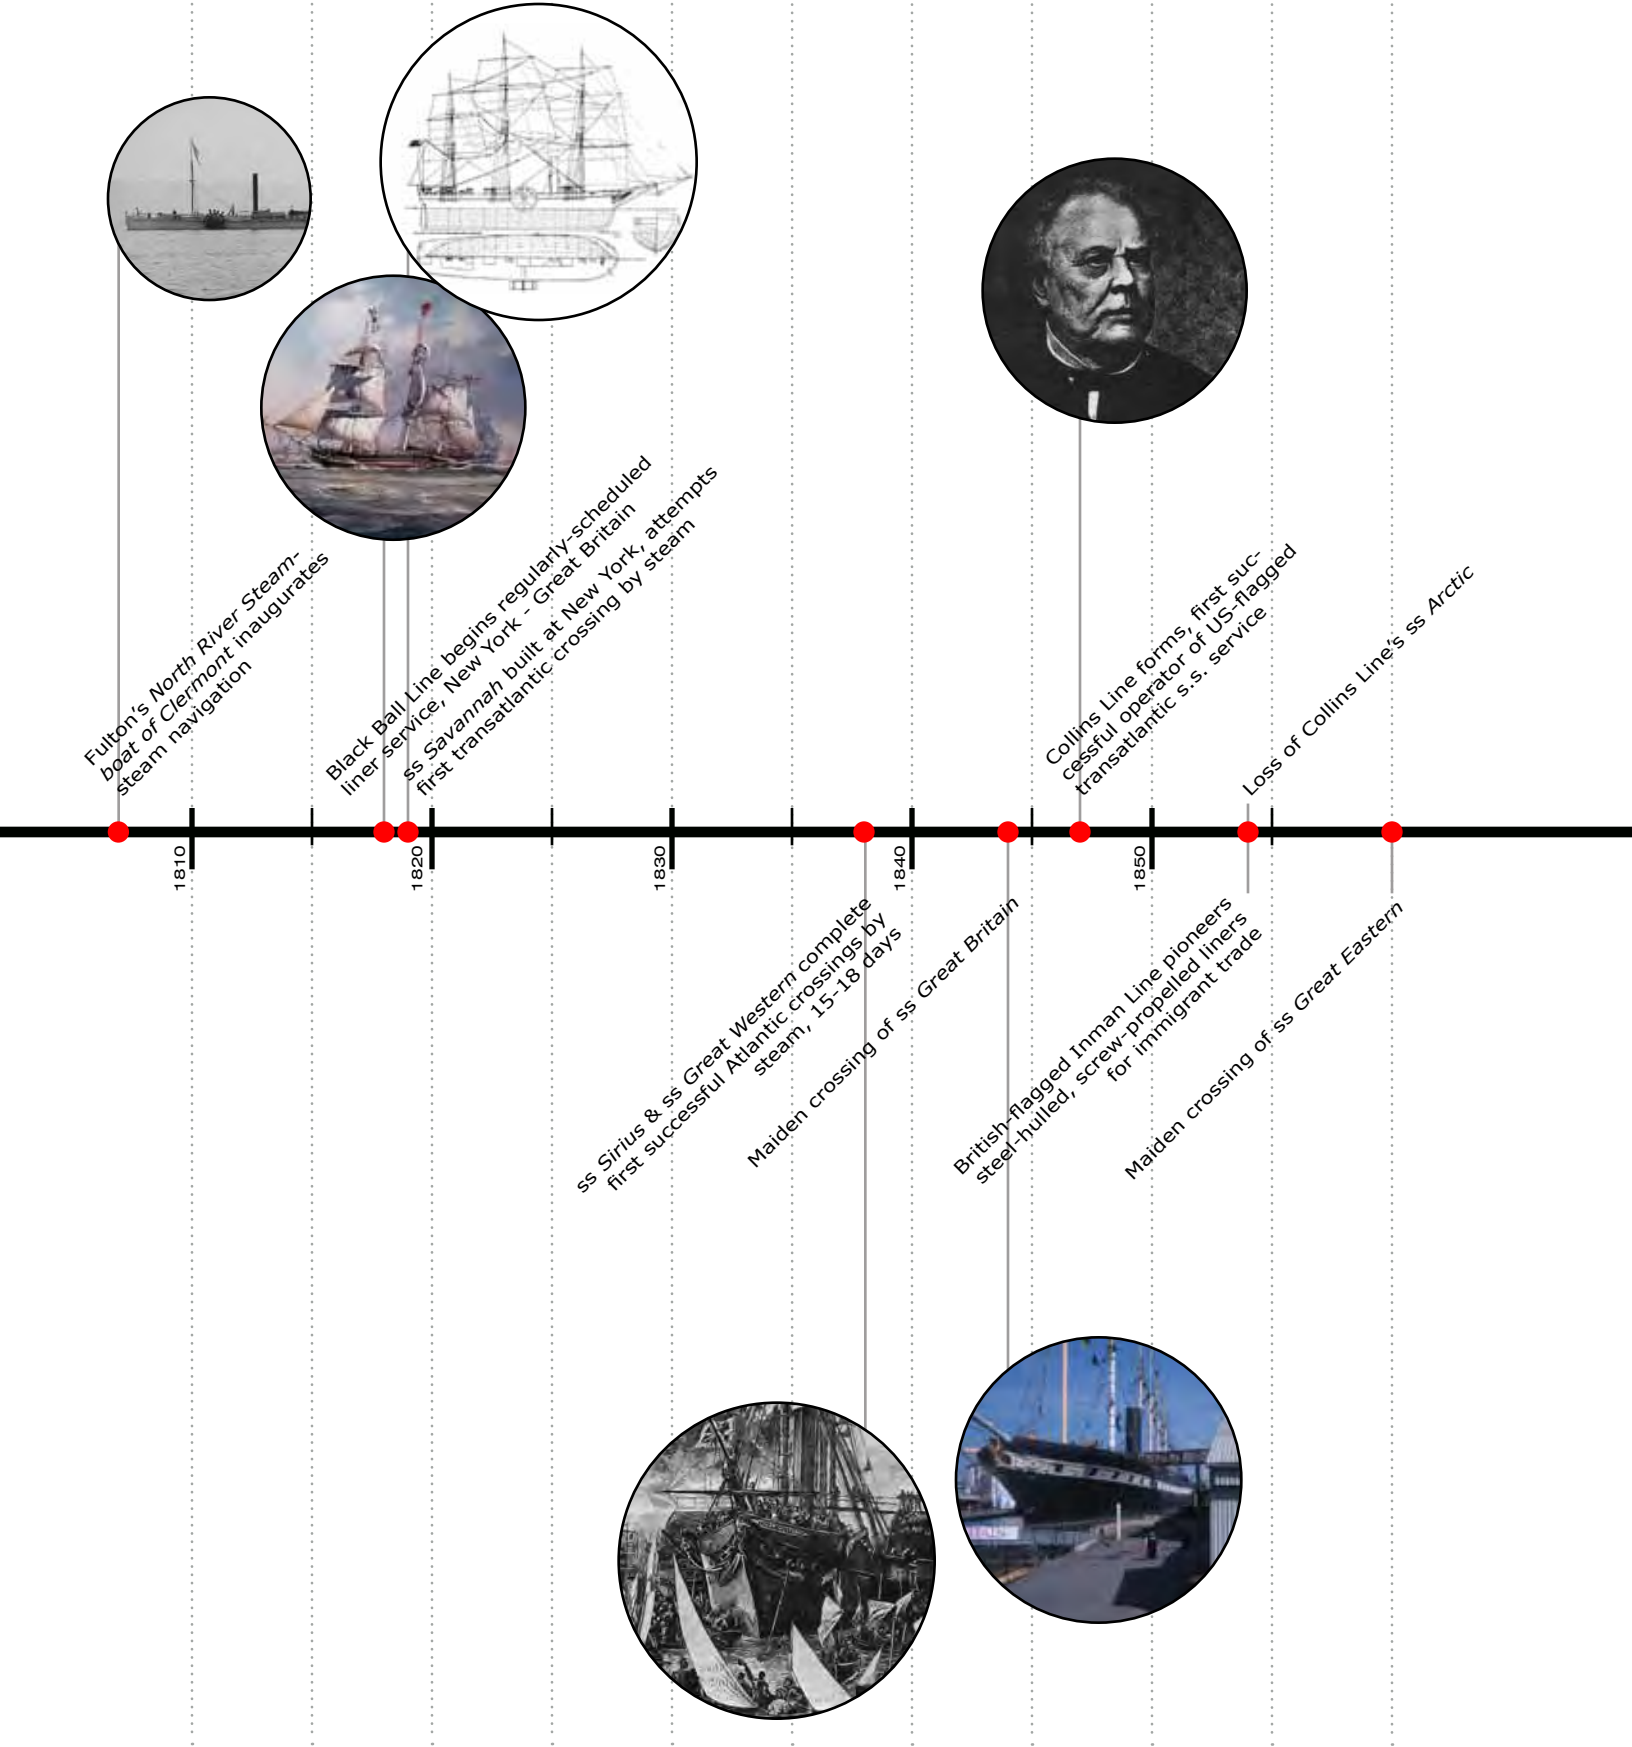 Fulton's North River Steam-
boat of Clermont inaugurates
steam navigation
Black Ball Line begins regularly-scheduled
liner service, New York - Great Britain
ss Savannah built at New York, attempts
first transatlantic crossing by steam
Collins Line forms, first suc-
cessful operator of US-flagged
transatlantic s.s. service
Loss of Collins Line's ss Arctic
1810
1820
1830
1840
1850
ss Sirius & ss Great Western complete
first successful Atlantic crossings by
steam, 15-18 days
Maiden crossing of ss Great Britain
British-flagged Inman Line pioneers
steel-hulled, screw-propelled liners
for immigrant trade
Maiden crossing of ss Great Eastern